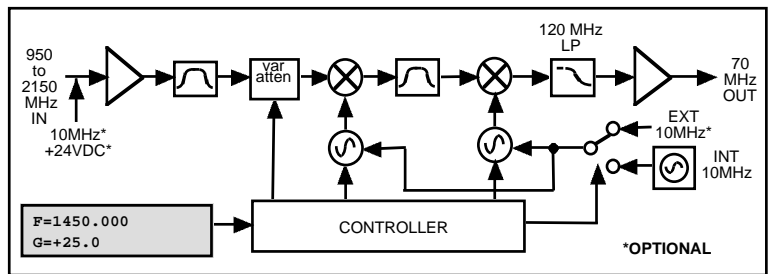 950
to
2150
MHz
IN
10MHz*
+24VDC*
var
atten
120 MHz
LP
70
MHz
OUT
EXT
10MHz*
INT
10MHz
F=1450.000
G=+25.0
CONTROLLER
*OPTIONAL